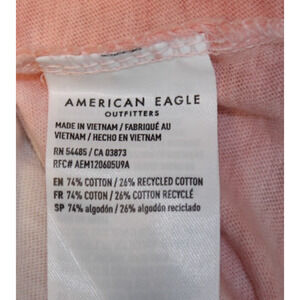 AMERICAN EAGLE
OUTFITTERS
MADE IN VIETNAM / FABRIQUÉ AU
VIETNAM / HECHO EN VIETNAM
RN 54485 / CA 03873
RFC# AEM120605U9A
EN 74% COTTON / 26% RECYCLED COTTON
FR 74% COTON / 26% COTON RECYCLÉ
SP 74% algodón / 26% algodón reciclado